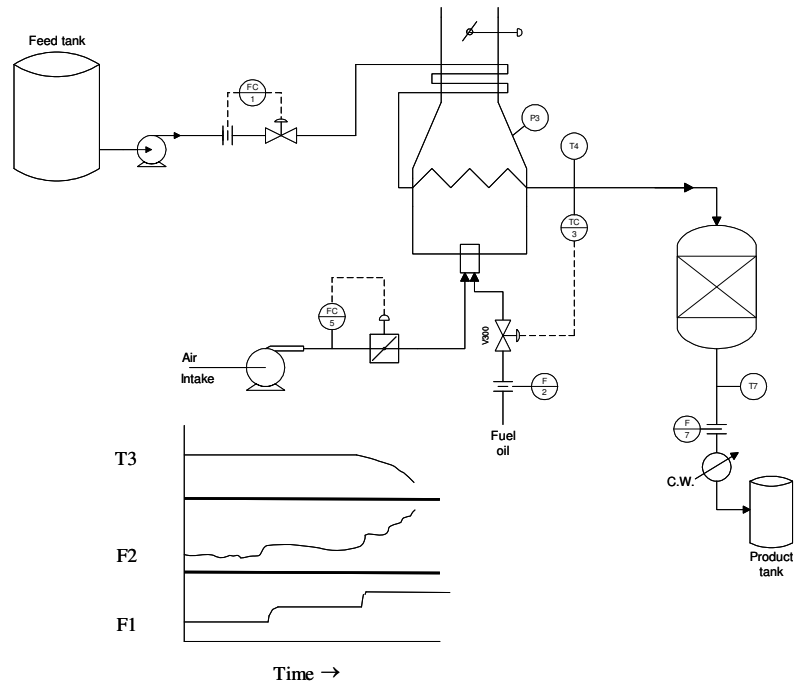 Feed tank
FC
1
P3
T4
TC
3
FC
5
V300
Air
Intake
F
2
T7
Fuel
oil
F
7
C.W.
Product
tank
T3
F2
F1
Time →